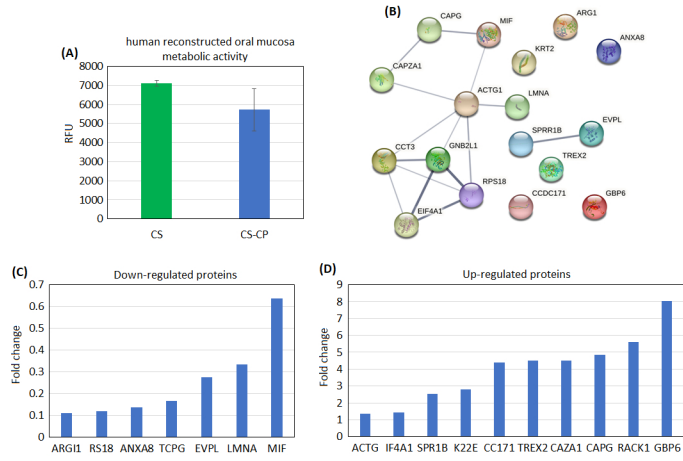 (A)
human reconstructed oral mucosa
metabolic activity
8000
7000
6000
5000
4000
3000
2000
1000
0
RFU
CS
CS-CP
(B)
CAPG
MIF
ARG1
KRT2
ANXA8
CAPZA1
ACTG1
LMNA
SPRR1B
EVPL
CCT3
GNB2L1
TREX2
RPS18
CCDC171
GBP6
EIF4A1
(C)
Down-regulated proteins
0.7
0.6
0.5
0.4
0.3
0.2
0.1
0
Fold change
ARGI1 RS18 ANXA8 TCPG EVPL LMNA MIF
(D)
Up-regulated proteins
9
8
7
6
5
4
3
2
1
0
Fold change
ACTG IF4A1 SPR1B K22E CC171 TREX2 CAZA1 CAPG RACK1 GBP6